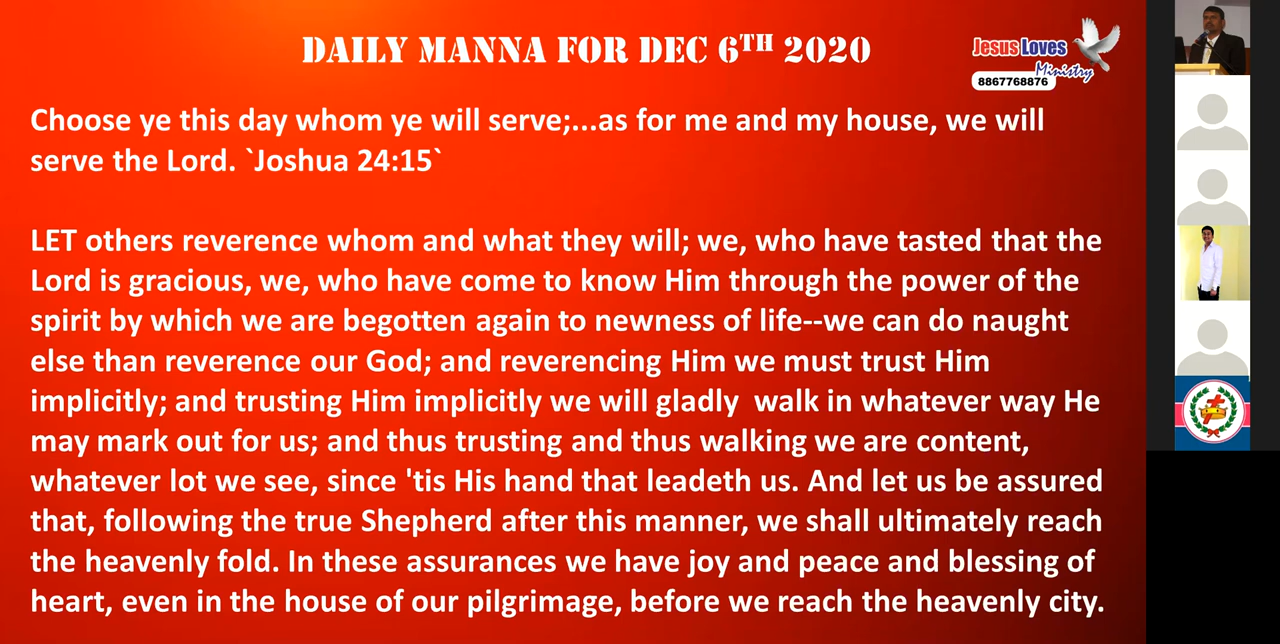 DAILY MANNA FOR DEC 6TH 2020
Jesus Loves
Ministry
8867768876
Choose ye this day whom ye will serve;...as for me and my house, we will
serve the Lord. `Joshua 24:15`
LET others reverence whom and what they will; we, who have tasted that the
Lord is gracious, we, who have come to know Him through the power of the
spirit by which we are begotten again to newness of life--we can do naught
else than reverence our God; and reverencing Him we must trust Him
implicitly; and trusting Him implicitly we will gladly  walk in whatever way He
may mark out for us; and thus trusting and thus walking we are content,
whatever lot we see, since 'tis His hand that leadeth us. And let us be assured
that, following the true Shepherd after this manner, we shall ultimately reach
the heavenly fold. In these assurances we have joy and peace and blessing of
heart, even in the house of our pilgrimage, before we reach the heavenly city.